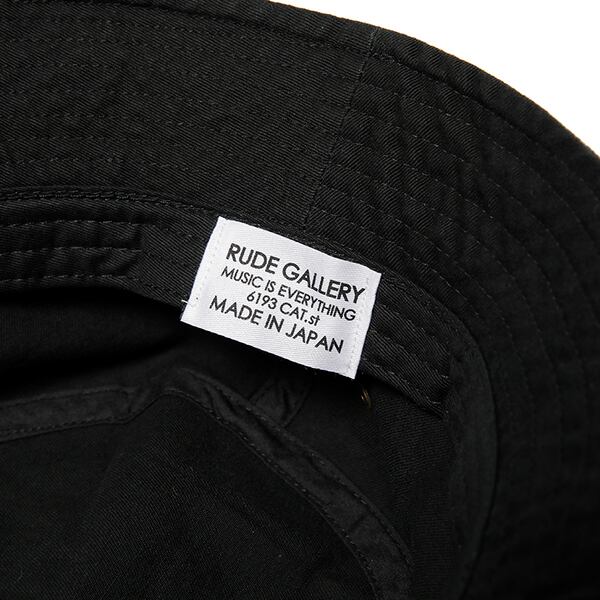 RUDE GALLERY
MUSIC IS EVERYTHING
6193 CAT.st
MADE IN JAPAN